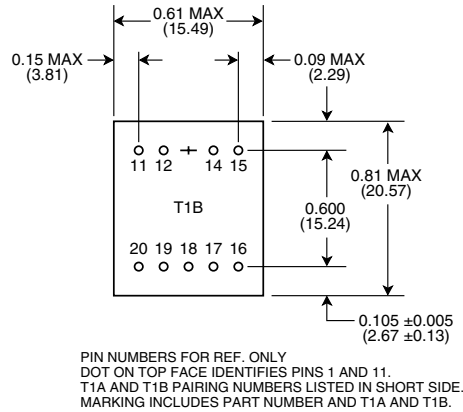 0.61 MAX
(15.49)
0.15 MAX
(3.81)
0.09 MAX
(2.29)
11 12 14 15
0.81 MAX
(20.57)
0.600
(15.24)
T1B
20 19 18 17 16
0.105 ±0.005
(2.67 ±0.13)
PIN NUMBERS FOR REF. ONLY
DOT ON TOP FACE IDENTIFIES PINS 1 AND 11.
T1A AND T1B PAIRING NUMBERS LISTED IN SHORT SIDE.
MARKING INCLUDES PART NUMBER AND T1A AND T1B.